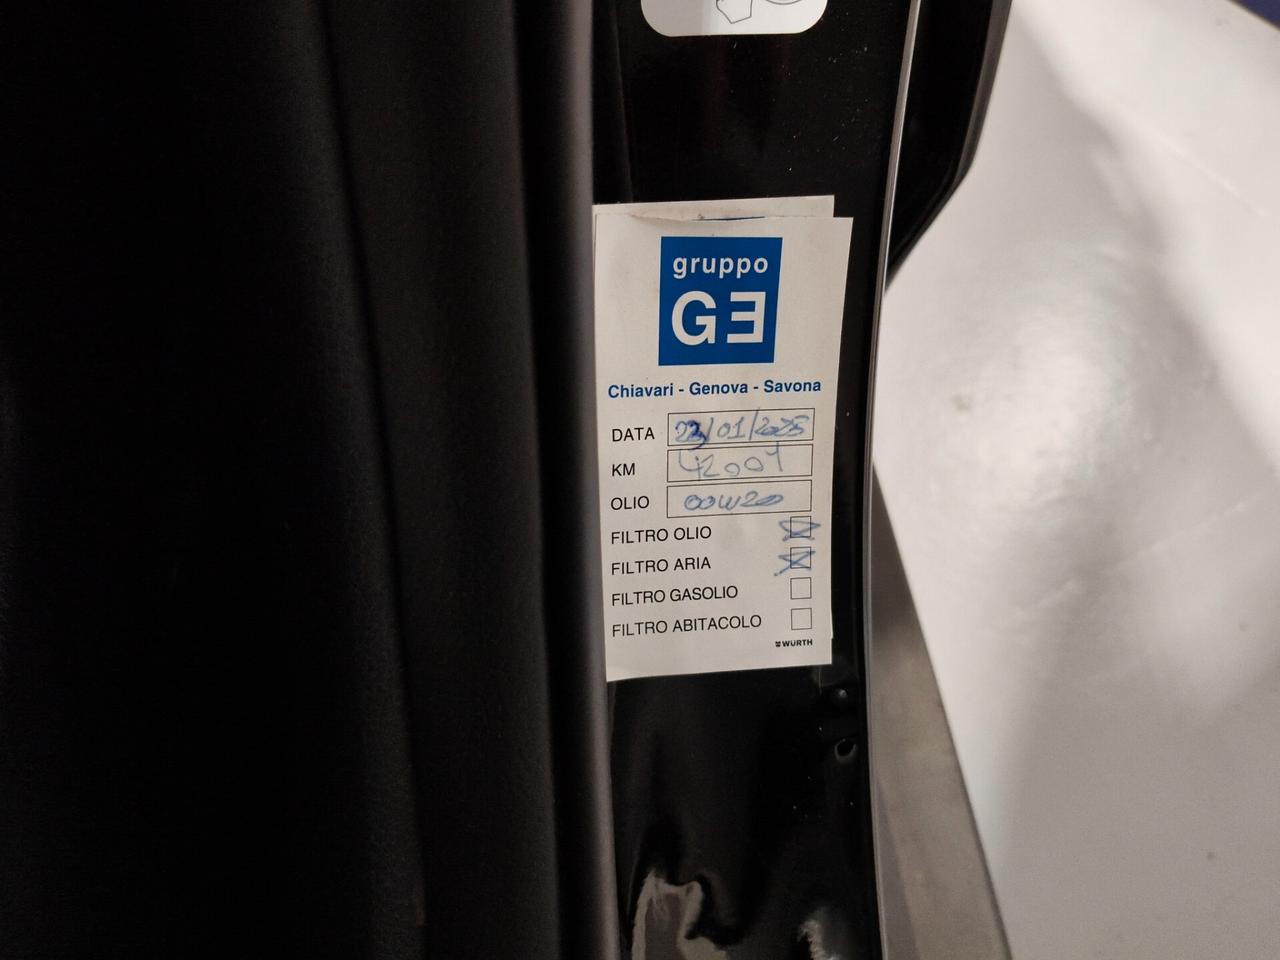 gruppo
GE
Chiavari - Genova - Savona
DATA 23/01/2025
KM 42001
OLIO 00W20
FILTRO OLIO
FILTRO ARIA
FILTRO GASOLIO
FILTRO ABITACOLO
WÜRTH